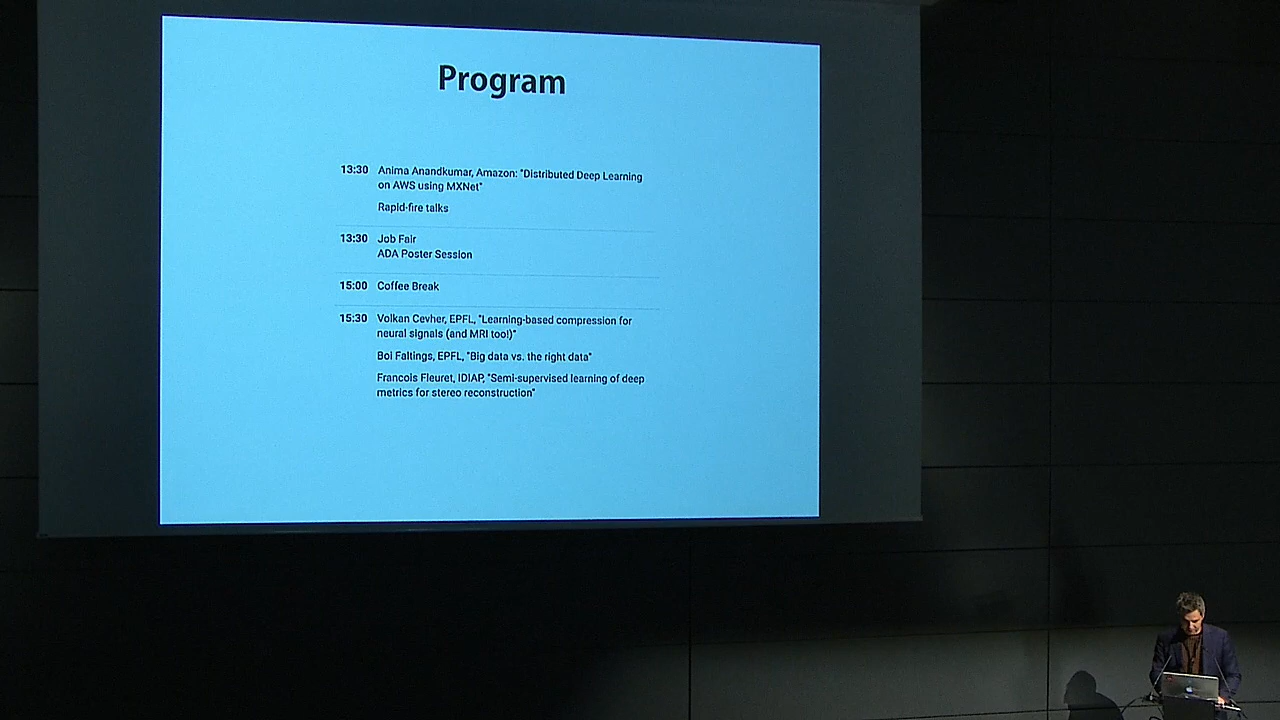 Program
13:30 Anima Anandkumar, Amazon: "Distributed Deep Learning
on AWS using MXNet"
Rapid-fire talks
13:30 Job Fair
ADA Poster Session
15:00 Coffee Break
15:30 Volkan Cevher, EPFL, "Learning-based compression for
neural signals (and MRI too!)"
Boi Faltings, EPFL, "Big data vs. the right data"
Francois Fleuret, IDIAP, "Semi-supervised learning of deep
metrics for stereo reconstruction"